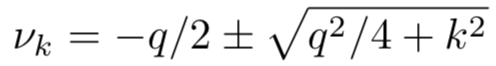 ν_k = −q/2 ± √(q²/4 + k²)